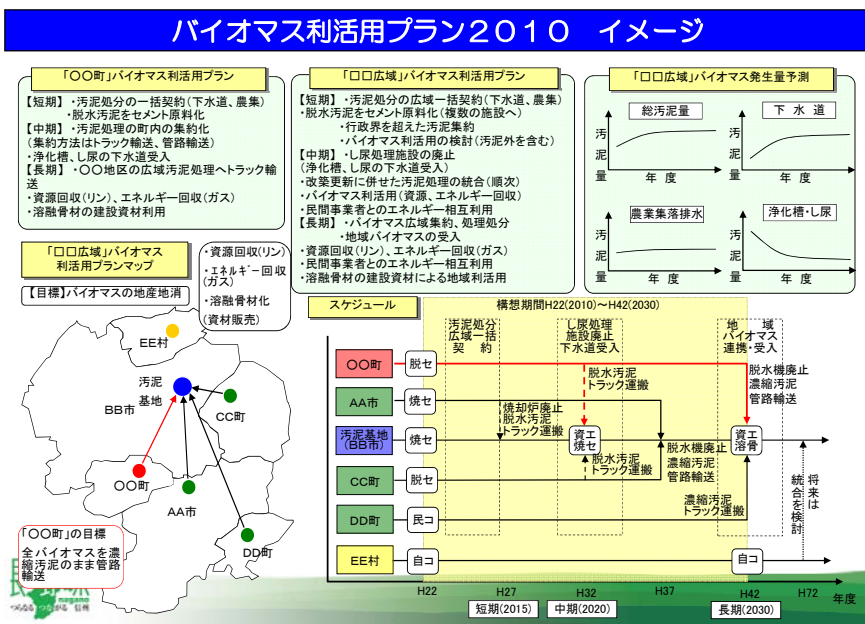 バイオマス利活用プラン２０１０　イメージ
「〇〇町」バイオマス利活用プラン
【短期】・汚泥処分の一括契約(下水道、農集)
・脱水汚泥をセメント原料化
【中期】・汚泥処理の町内の集約化
(集約方法はトラック輸送、管路輸送)
・浄化槽、し尿の下水道受入
【長期】・〇〇地区の広域汚泥処理へトラック輸
送
・資源回収(リン)、エネルギー回収(ガス)
・溶融骨材の建設資材利用
「□□広域」バイオマス利活用プラン
【短期】・汚泥処分の広域一括契約(下水道、農集)
・脱水汚泥をセメント原料化(複数の施設へ)
・行政界を超えた汚泥集約
・バイオマス利活用の検討(汚泥外を含む)
【中期】・し尿処理施設の廃止
(浄化槽、し尿の下水道受入)
・改築更新に併せた汚泥処理の統合(順次)
・バイオマス利活用(資源、エネルギー回収)
・民間事業者とのエネルギー相互利用
【長期】・バイオマス広域集約、処理処分
・地域バイオマスの受入
・資源回収(リン)、エネルギー回収(ガス)
・民間事業者とのエネルギー相互利用
・溶融骨材の建設資材による地域利活用
「□□広域」バイオマス発生量予測
総汚泥量
汚泥量
年 度
下 水 道
汚泥量
年 度
農業集落排水
汚泥量
年 度
浄化槽・し尿
汚泥量
年 度
「□□広域」バイオマス
利活用プランマップ
・資源回収(リン)
・エネルギー回収
(ガス)
・溶融骨材化
(資材販売)
【目標】バイオマスの地産地消
EE村
汚泥
基地
BB市
CC町
〇〇町
AA市
DD町
「〇〇町」の目標
全バイオマスを濃
縮汚泥のまま管路
輸送
nagano
つらなる つながる 信州
スケジュール
構想期間H22(2010)～H42(2030)
汚泥処分
広域一括
契 約
し尿処理
施設廃止
下水道受入
地 域
バイオマス
連携・受入
〇〇町
脱セ
脱水汚泥
トラック運搬
脱水機廃止
濃縮汚泥
管路輸送
AA市
焼セ
焼却炉廃止
脱水汚泥
トラック運搬
汚泥基地
(BB市)
焼セ
資エ
焼セ
資エ
溶骨
脱水機廃止
濃縮汚泥
管路輸送
CC町
脱セ
脱水汚泥
トラック運搬
DD町
民コ
濃縮汚泥
トラック運搬
将来は
統合を検討
EE村
自コ
自コ
H22
H27
H32
H37
H42
H72
年度
短期(2015)
中期(2020)
長期(2030)